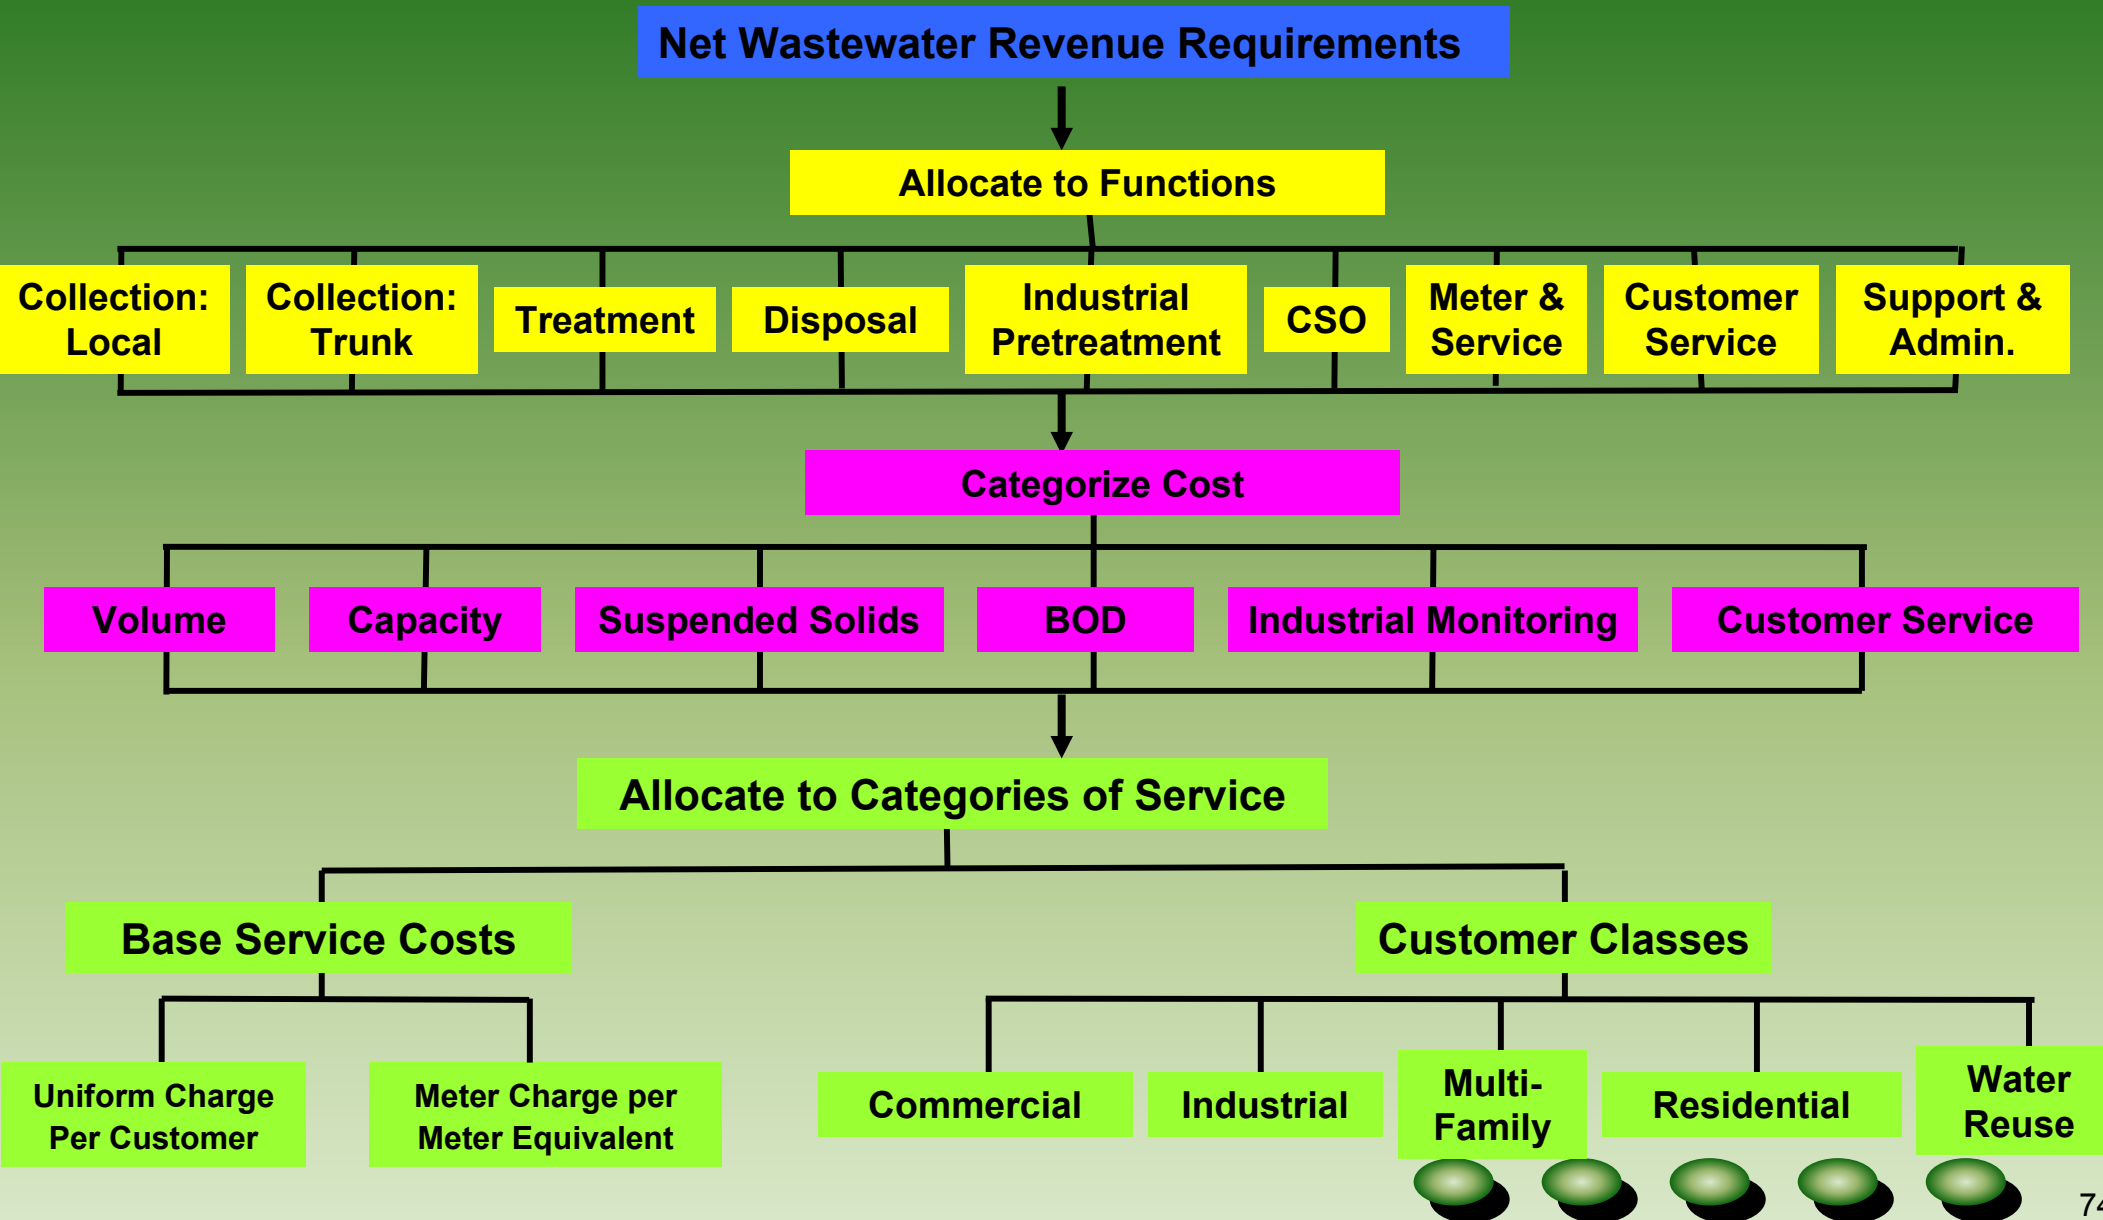 Net Wastewater Revenue Requirements
Allocate to Functions
Collection:
Local
Collection:
Trunk
Treatment
Disposal
Industrial
Pretreatment
CSO
Meter &
Service
Customer
Service
Support &
Admin.
Categorize Cost
Volume
Capacity
Suspended Solids
BOD
Industrial Monitoring
Customer Service
Allocate to Categories of Service
Base Service Costs
Customer Classes
Uniform Charge
Per Customer
Meter Charge per
Meter Equivalent
Commercial
Industrial
Multi-
Family
Residential
Water
Reuse
74